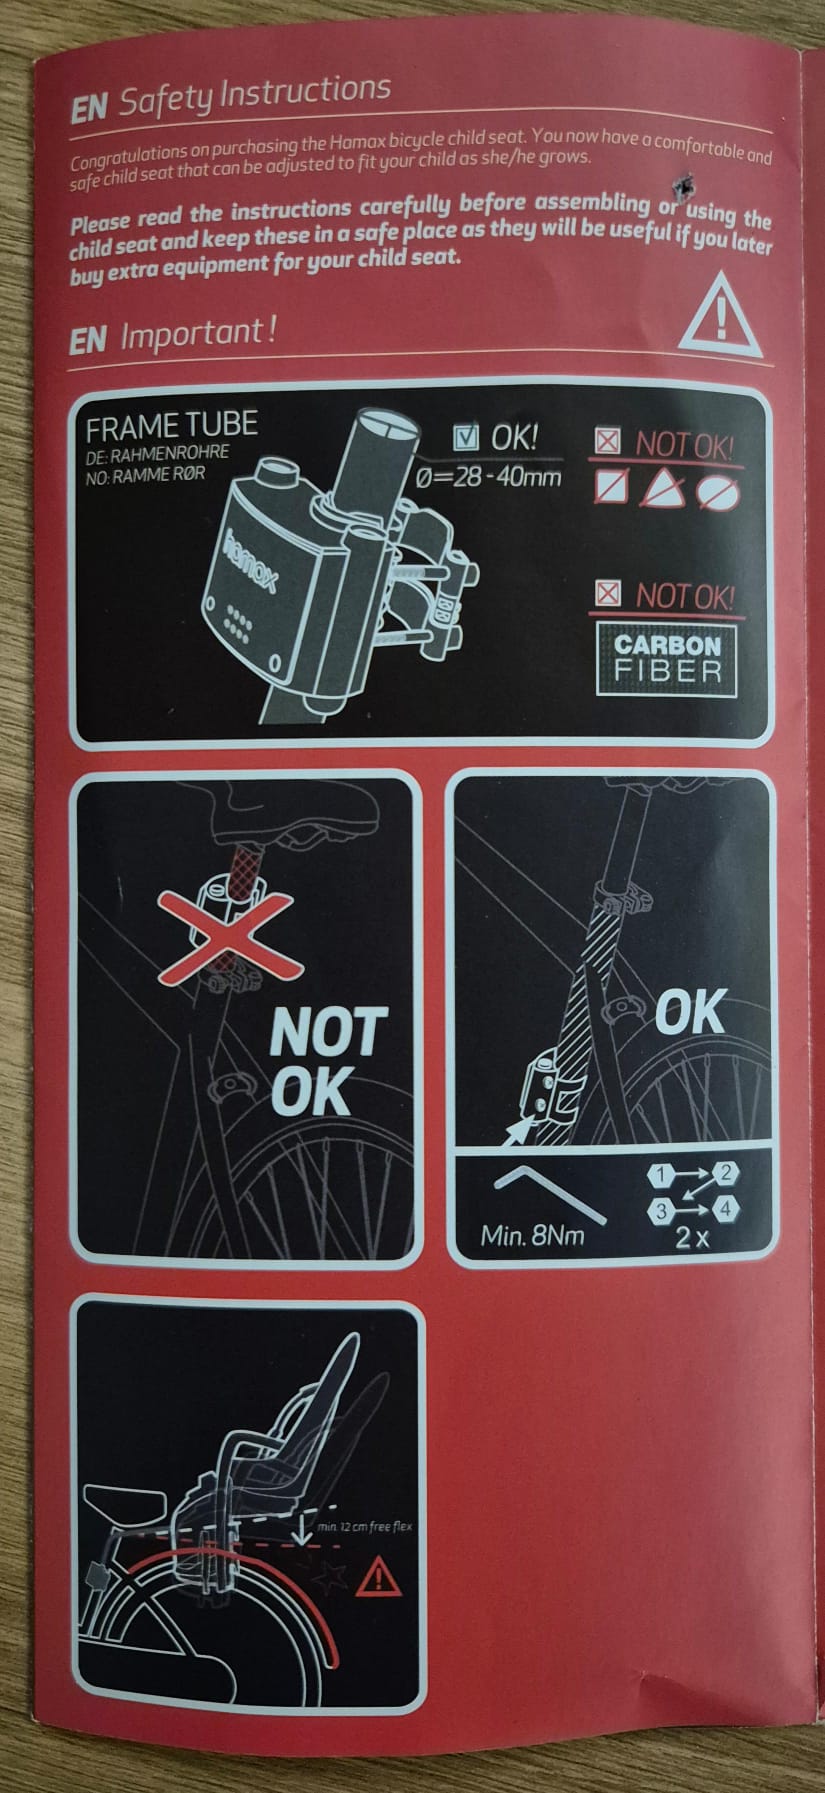 EN Safety Instructions
Congratulations on purchasing the Hamax bicycle child seat. You now have a comfortable and
safe child seat that can be adjusted to fit your child as she/he grows.
Please read the instructions carefully before assembling or using the
child seat and keep these in a safe place as they will be useful if you later
buy extra equipment for your child seat.
EN Important!
FRAME TUBE
DE: RAHMENROHRE
NO: RAMME RØR
OK!
Ø=28-40mm
NOT OK!
hamax
NOT OK!
CARBON
FIBER
NOT
OK
OK
Min. 8Nm
1 2
3 4
2 x
min. 12 cm free flex